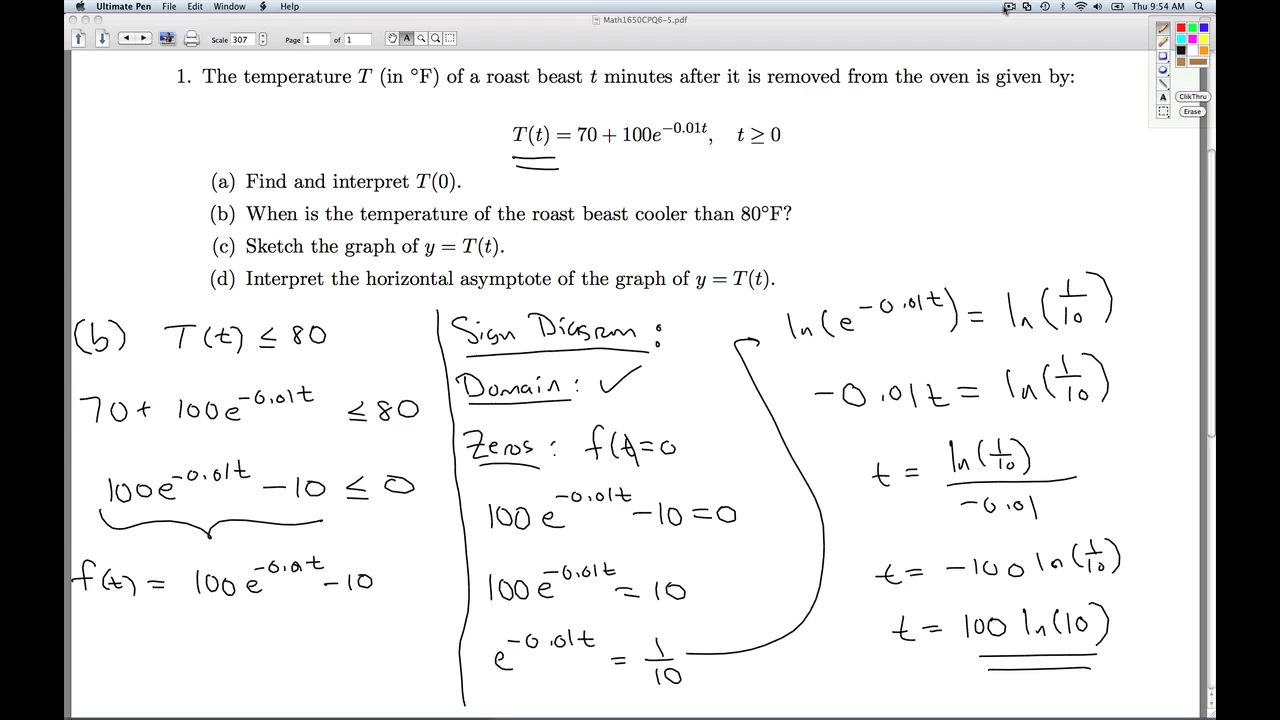 Ultimate Pen File Edit Window Help Thu 9:54 AM
Math1650CPQ6-5.pdf
Scale 307 Page 1 of 1
A
A
ClikThru
Erase
1. The temperature T (in °F) of a roast beast t minutes after it is removed from the oven is given by:
T(t) = 70 + 100e^{−0.01t}, t ≥ 0
(a) Find and interpret T(0).
(b) When is the temperature of the roast beast cooler than 80°F?
(c) Sketch the graph of y = T(t).
(d) Interpret the horizontal asymptote of the graph of y = T(t).
(b) T(t) ≤ 80
70 + 100e^{-0.01t} ≤ 80
100e^{-0.01t} - 10 ≤ 0
f(t) = 100e^{-0.01t} - 10
Sign Diagram:
Domain: ✓
Zeros: f(t)=0
100e^{-0.01t} - 10 = 0
100e^{-0.01t} = 10
e^{-0.01t} = 1/10
ln(e^{-0.01t}) = ln(1/10)
-0.01t = ln(1/10)
t = ln(1/10) / -0.01
t = -100 ln(1/10)
t = 100 ln(10)